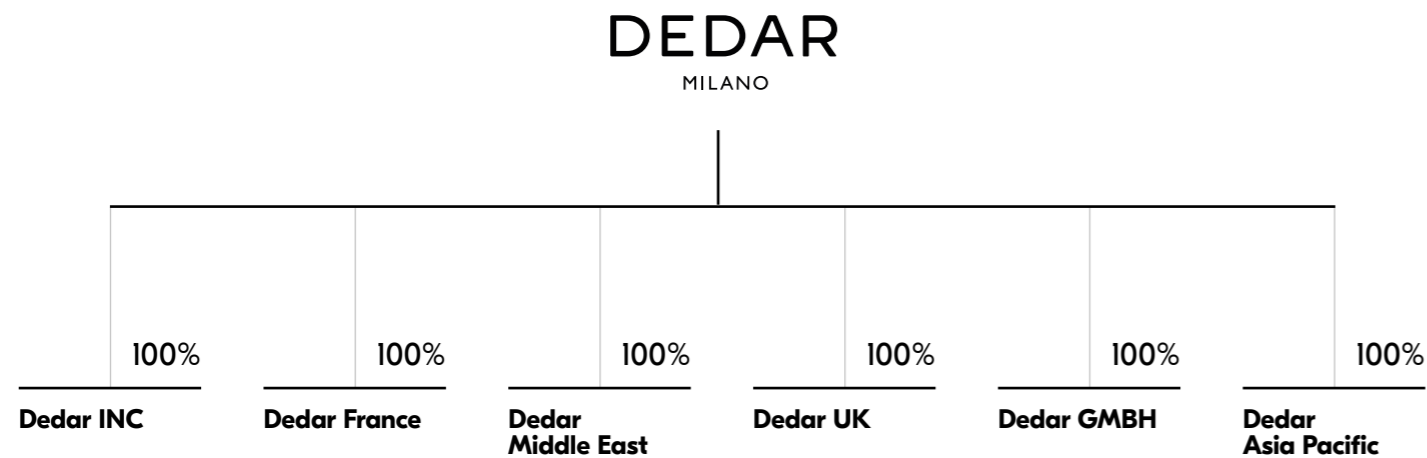 DEDAR
MILANO
100% 100% 100% 100% 100% 100%
Dedar INC Dedar France Dedar Dedar UK Dedar GMBH Dedar
Middle East Asia Pacific